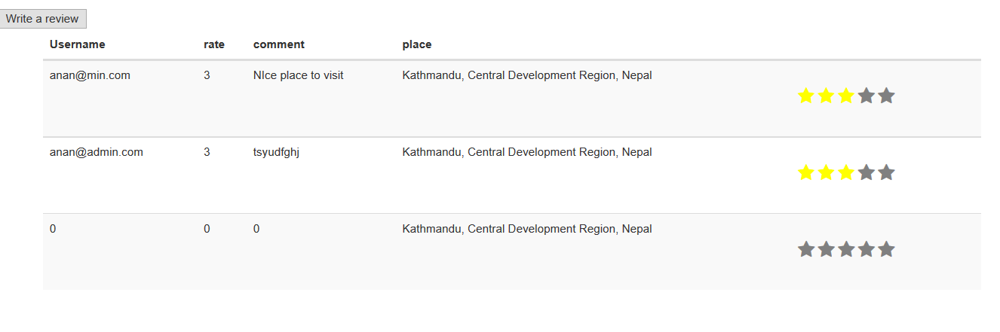 Write a review
Username rate comment place
anan@min.com 3 NIce place to visit Kathmandu, Central Development Region, Nepal
anan@admin.com 3 tsyudfghj Kathmandu, Central Development Region, Nepal
0 0 0 Kathmandu, Central Development Region, Nepal